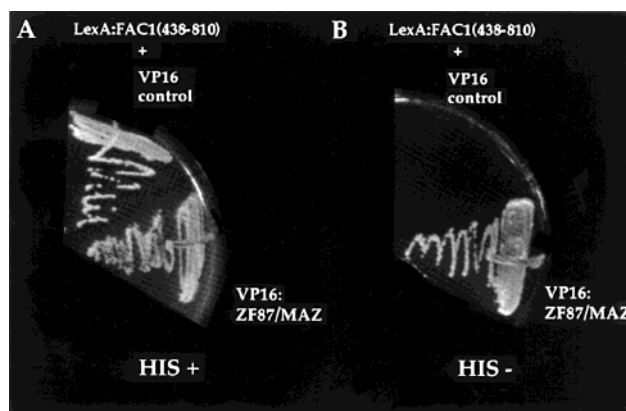 A
LexA:FAC1(438-810)
+
VP16
control
VP16:
ZF87/MAZ
HIS +
B
LexA:FAC1(438-810)
+
VP16
control
VP16:
ZF87/MAZ
HIS -